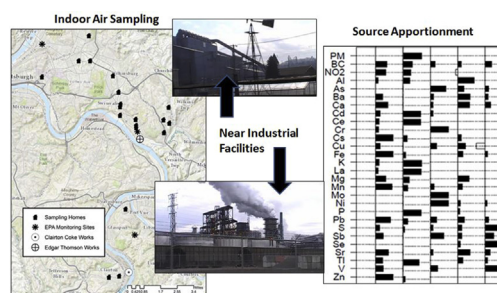 Indoor Air Sampling
Source Apportionment
Near Industrial
Facilities
Sampling Homes
EPA Monitoring Sites
Clairton Coke Works
Edgar Thomson Works
PM
BC
NO2
Al
As
Ba
Ca
Cd
Ce
Cr
Cs
Cu
Fe
K
La
Mg
Mn
Mo
Ni
P
Pb
S
Sb
Se
Sr
Tl
V
Zn